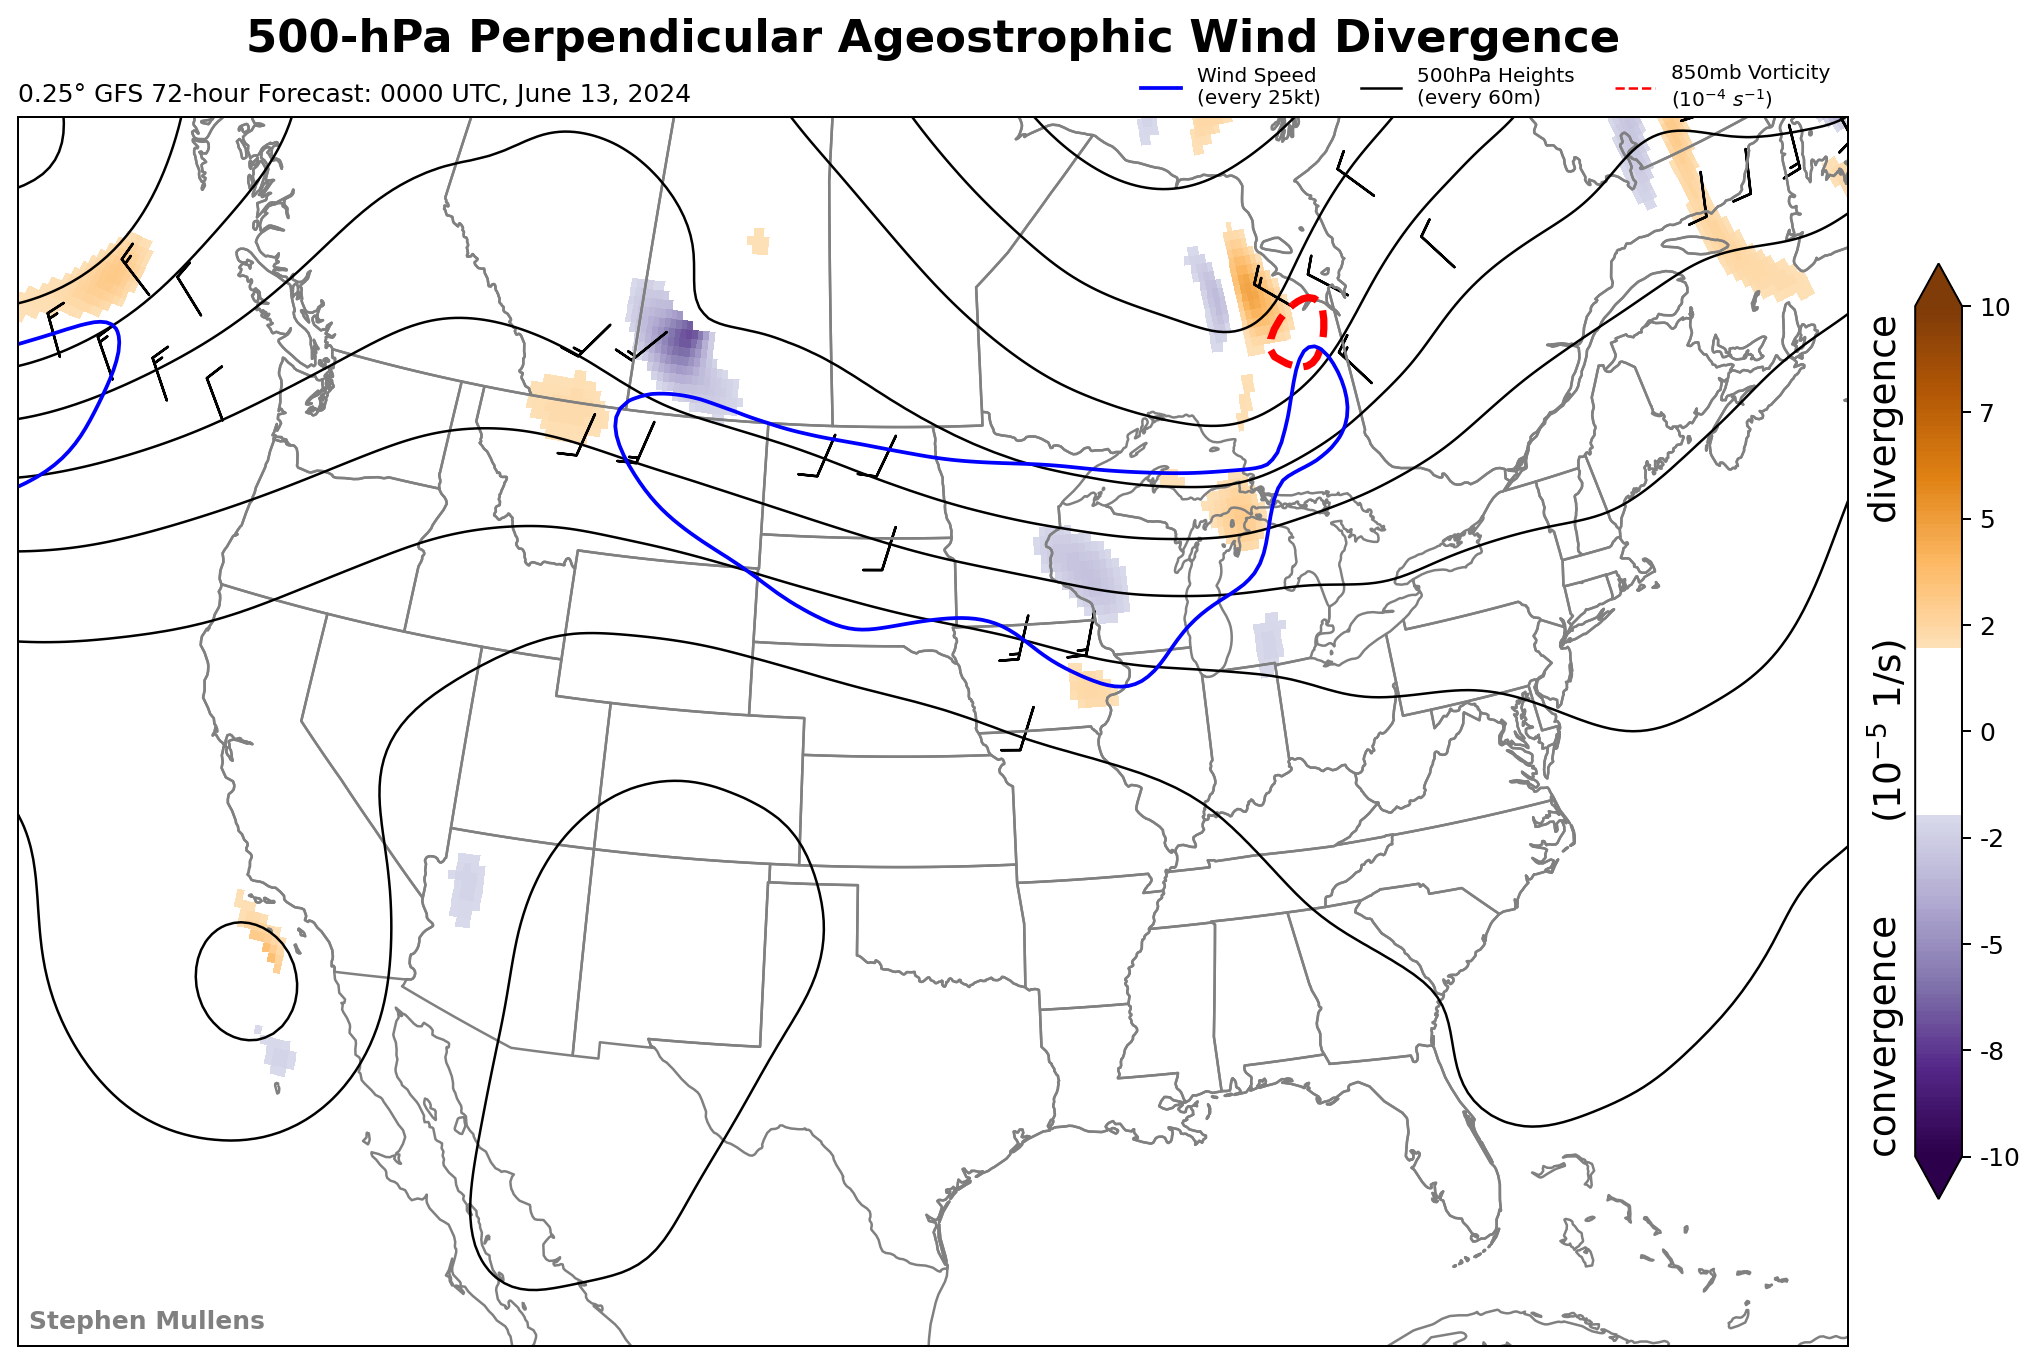 500-hPa Perpendicular Ageostrophic Wind Divergence
0.25° GFS 72-hour Forecast: 0000 UTC, June 13, 2024
Wind Speed
(every 25kt)
500hPa Heights
(every 60m)
850mb Vorticity
(10⁻⁴ s⁻¹)
10
7
5
2
0
-2
-5
-8
-10
convergence (10⁻⁵ 1/s) divergence
Stephen Mullens